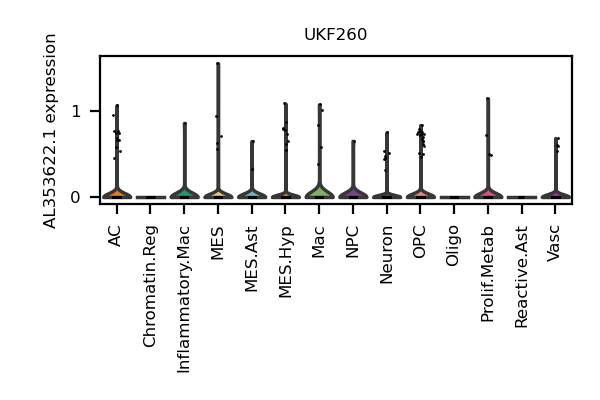 UKF260
AL353622.1 expression
1
0
AC
Chromatin.Reg
Inflammatory.Mac
MES
MES.Ast
MES.Hyp
Mac
NPC
Neuron
OPC
Oligo
Prolif.Metab
Reactive.Ast
Vasc